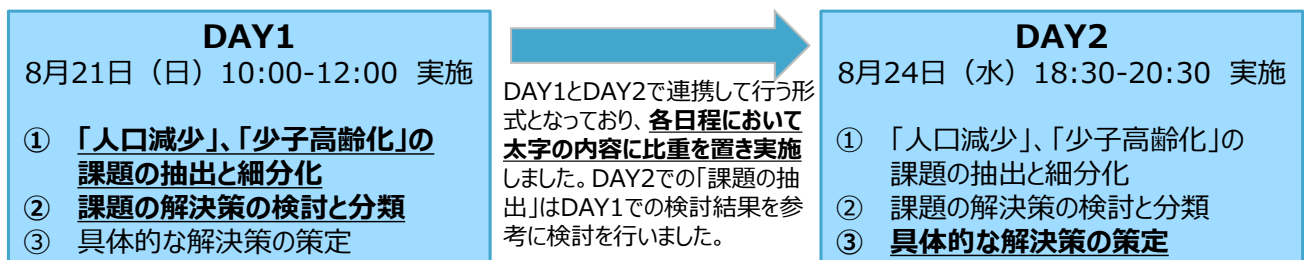 DAY1
8月21日（日）10:00-12:00 実施
① 「人口減少」、「少子高齢化」の
課題の抽出と細分化
② 課題の解決策の検討と分類
③ 具体的な解決策の策定
DAY1とDAY2で連携して行う形
式となっており、各日程において
太字の内容に比重を置き実施
しました。DAY2での「課題の抽
出」はDAY1での検討結果を参
考に検討を行いました。
DAY2
8月24日（水）18:30-20:30 実施
① 「人口減少」、「少子高齢化」の
課題の抽出と細分化
② 課題の解決策の検討と分類
③ 具体的な解決策の策定